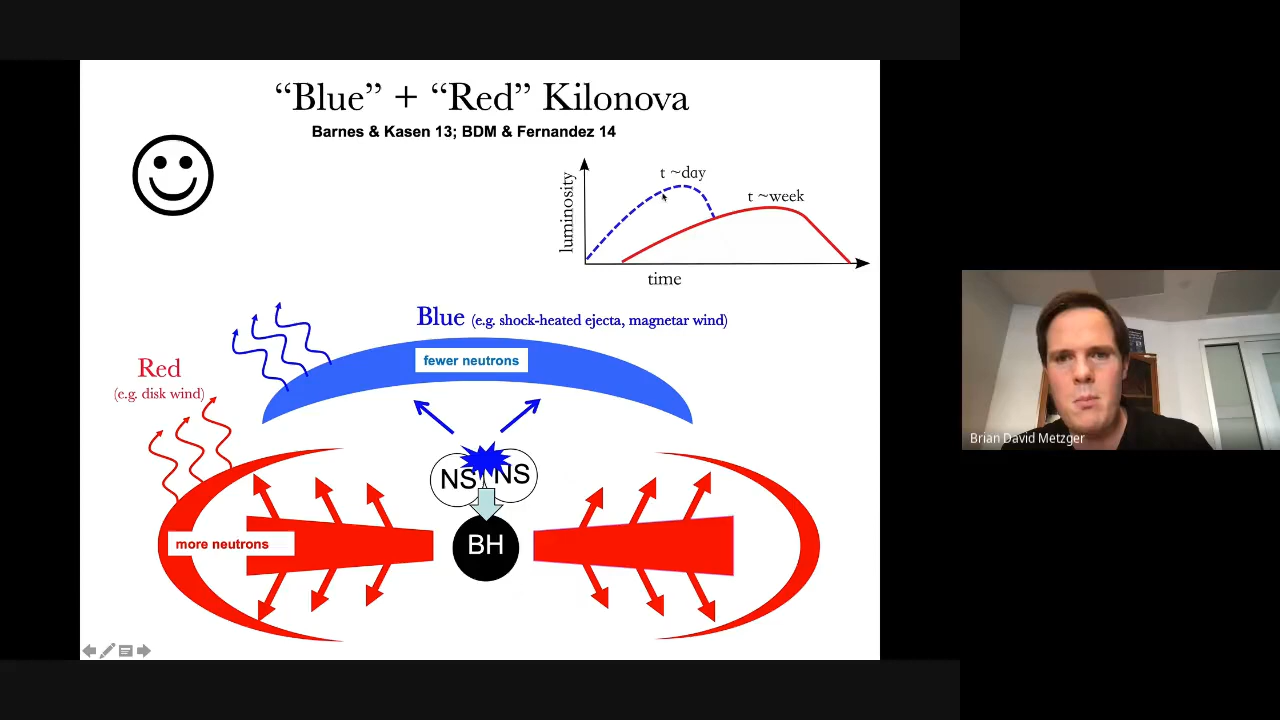 “Blue” + “Red” Kilonova
Barnes & Kasen 13; BDM & Fernandez 14
t ~day
t ~week
luminosity
time
Blue (e.g. shock-heated ejecta, magnetar wind)
fewer neutrons
Red
(e.g. disk wind)
NS
NS
more neutrons
BH
Brian David Metzger